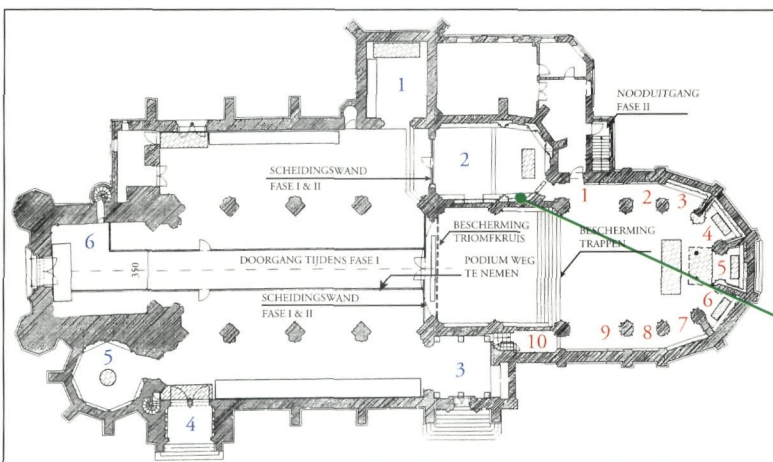 1
NOODUITGANG
FASE II
SCHEIDINGSWAND
FASE I & II
2
1
2
3
BESCHERMING
TRIOMFKRUIS
BESCHERMING
TRAPPEN
4
6
DOORGANG TIJDENS FASE I
350
PODIUM WEG
TE NEMEN
5
SCHEIDINGSWAND
FASE I & II
6
7
9
8
10
5
3
4